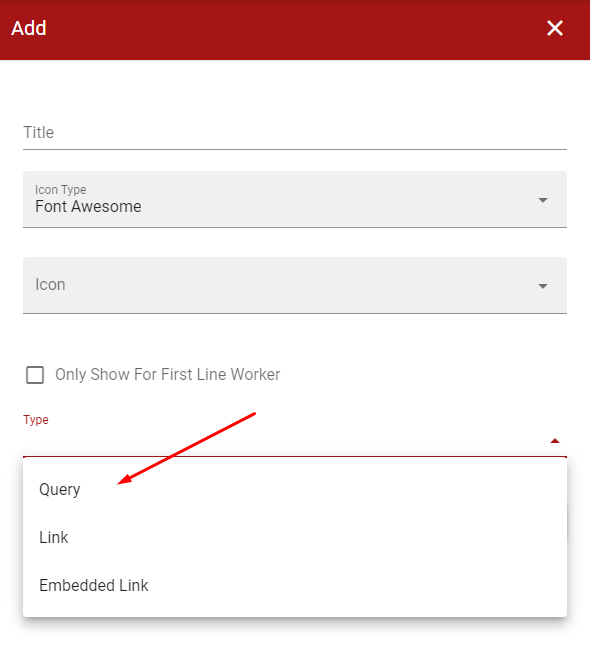 Add
Title
Icon Type
Font Awesome
Icon
Only Show For First Line Worker
Type
Query
Link
Embedded Link